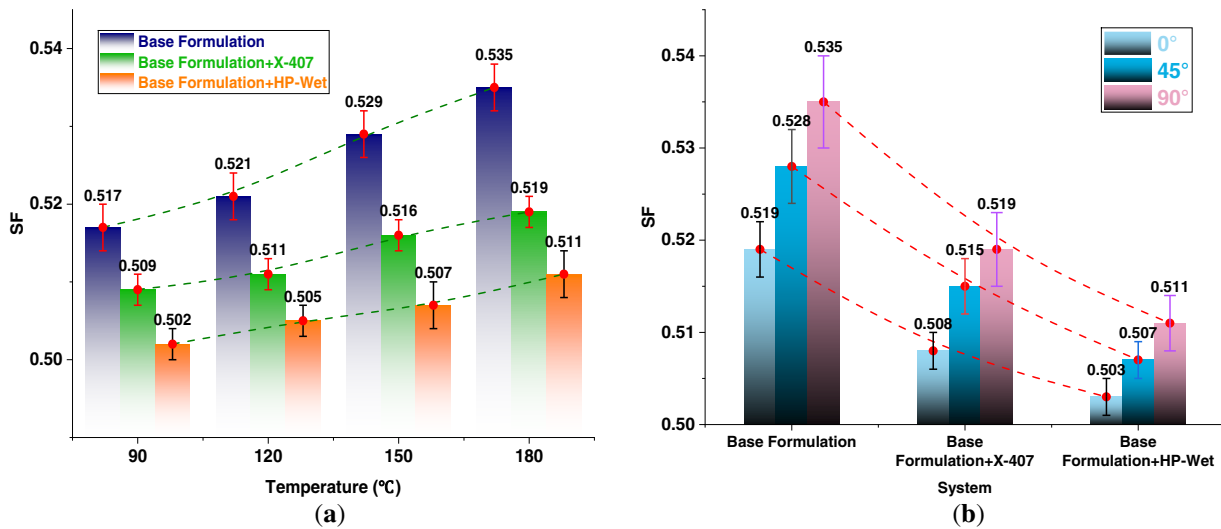 0.54
0.52
0.50
SF
Base Formulation
Base Formulation+X-407
Base Formulation+HP-Wet
0.517
0.509
0.502
0.521
0.511
0.505
0.529
0.516
0.507
0.535
0.519
0.511
90
120
150
180
Temperature (℃)
(a)
0.54
0.53
0.52
0.51
0.50
SF
0°
45°
90°
0.519
0.528
0.535
0.508
0.515
0.519
0.503
0.507
0.511
Base Formulation
Base
Formulation+X-407
Base
Formulation+HP-Wet
System
(b)